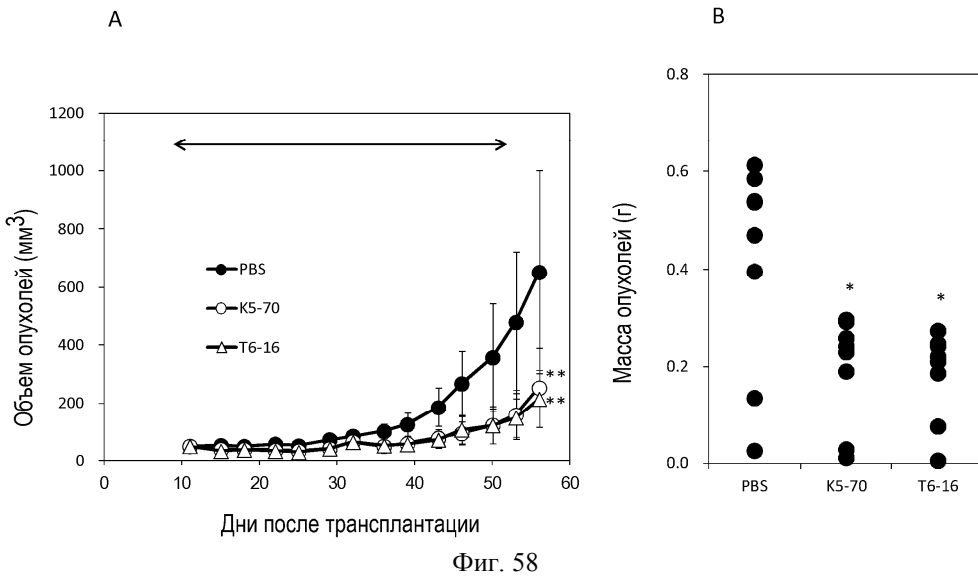 A
B
1200
1000
800
600
400
200
0
0
10
20
30
40
50
60
Объем опухолей (мм³)
Дни после трансплантации
PBS
K5-70
T6-16
**
**
0.8
0.6
0.4
0.2
0.0
Масса опухолей (г)
*
*
PBS
K5-70
T6-16
Фиг. 58